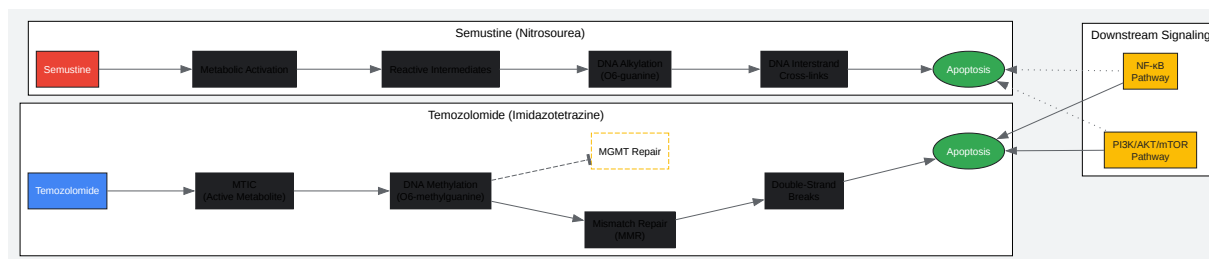 Semustine (Nitrosourea)
Semustine
Metabolic Activation
Reactive Intermediates
DNA Alkylation
(O6-guanine)
DNA Interstrand
Cross-links
Apoptosis
Temozolomide (Imidazotetrazine)
Temozolomide
MTIC
(Active Metabolite)
DNA Methylation
(O6-methylguanine)
MGMT Repair
Mismatch Repair
(MMR)
Double-Strand
Breaks
Apoptosis
Downstream Signaling
NF-κB
Pathway
PI3K/AKT/mTOR
Pathway